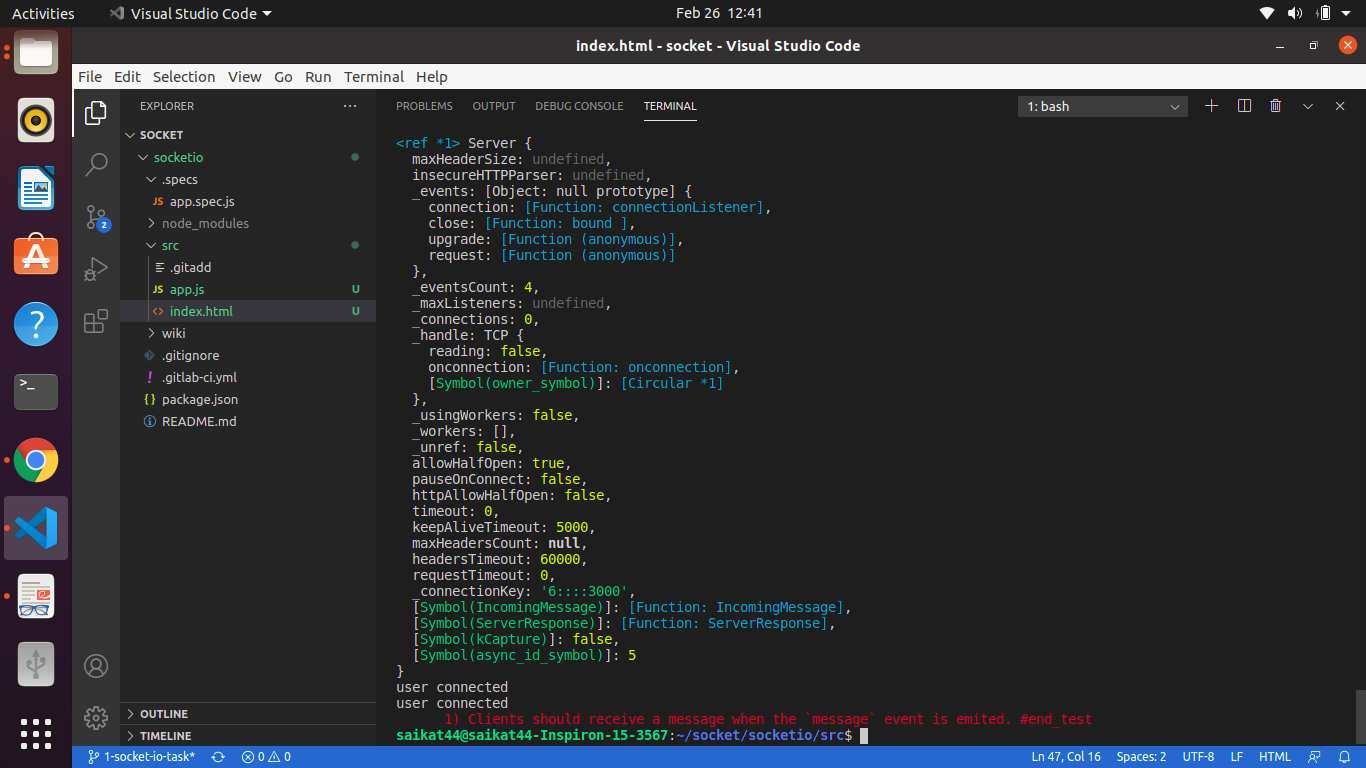 Activities
Visual Studio Code
Feb 26 12:41
index.html - socket - Visual Studio Code
File Edit Selection View Go Run Terminal Help
EXPLORER
SOCKET
socketio
.specs
JS app.spec.js
node_modules
src
.gitadd
JS app.js U
<> index.html U
wiki
.gitignore
! .gitlab-ci.yml
{} package.json
README.md
OUTLINE
TIMELINE
2
PROBLEMS OUTPUT DEBUG CONSOLE TERMINAL
1: bash
<ref *1> Server {
maxHeaderSize: undefined,
insecureHTTPParser: undefined,
_events: [Object: null prototype] {
connection: [Function: connectionListener],
close: [Function: bound ],
upgrade: [Function (anonymous)],
request: [Function (anonymous)]
},
_eventsCount: 4,
_maxListeners: undefined,
_connections: 0,
_handle: TCP {
reading: false,
onconnection: [Function: onconnection],
[Symbol(owner_symbol)]: [Circular *1]
},
_usingWorkers: false,
_workers: [],
_unref: false,
allowHalfOpen: true,
pauseOnConnect: false,
httpAllowHalfOpen: false,
timeout: 0,
keepAliveTimeout: 5000,
maxHeadersCount: null,
headersTimeout: 60000,
requestTimeout: 0,
_connectionKey: '6::::3000',
[Symbol(IncomingMessage)]: [Function: IncomingMessage],
[Symbol(ServerResponse)]: [Function: ServerResponse],
[Symbol(kCapture)]: false,
[Symbol(async_id_symbol)]: 5
}
user connected
user connected
1) Clients should receive a message when the `message` event is emited. #end_test
saikat44@saikat44-Inspiron-15-3567:~/socket/socketio/src$
1-socket-io-task* 0 0
Ln 47, Col 16 Spaces: 2 UTF-8 LF HTML